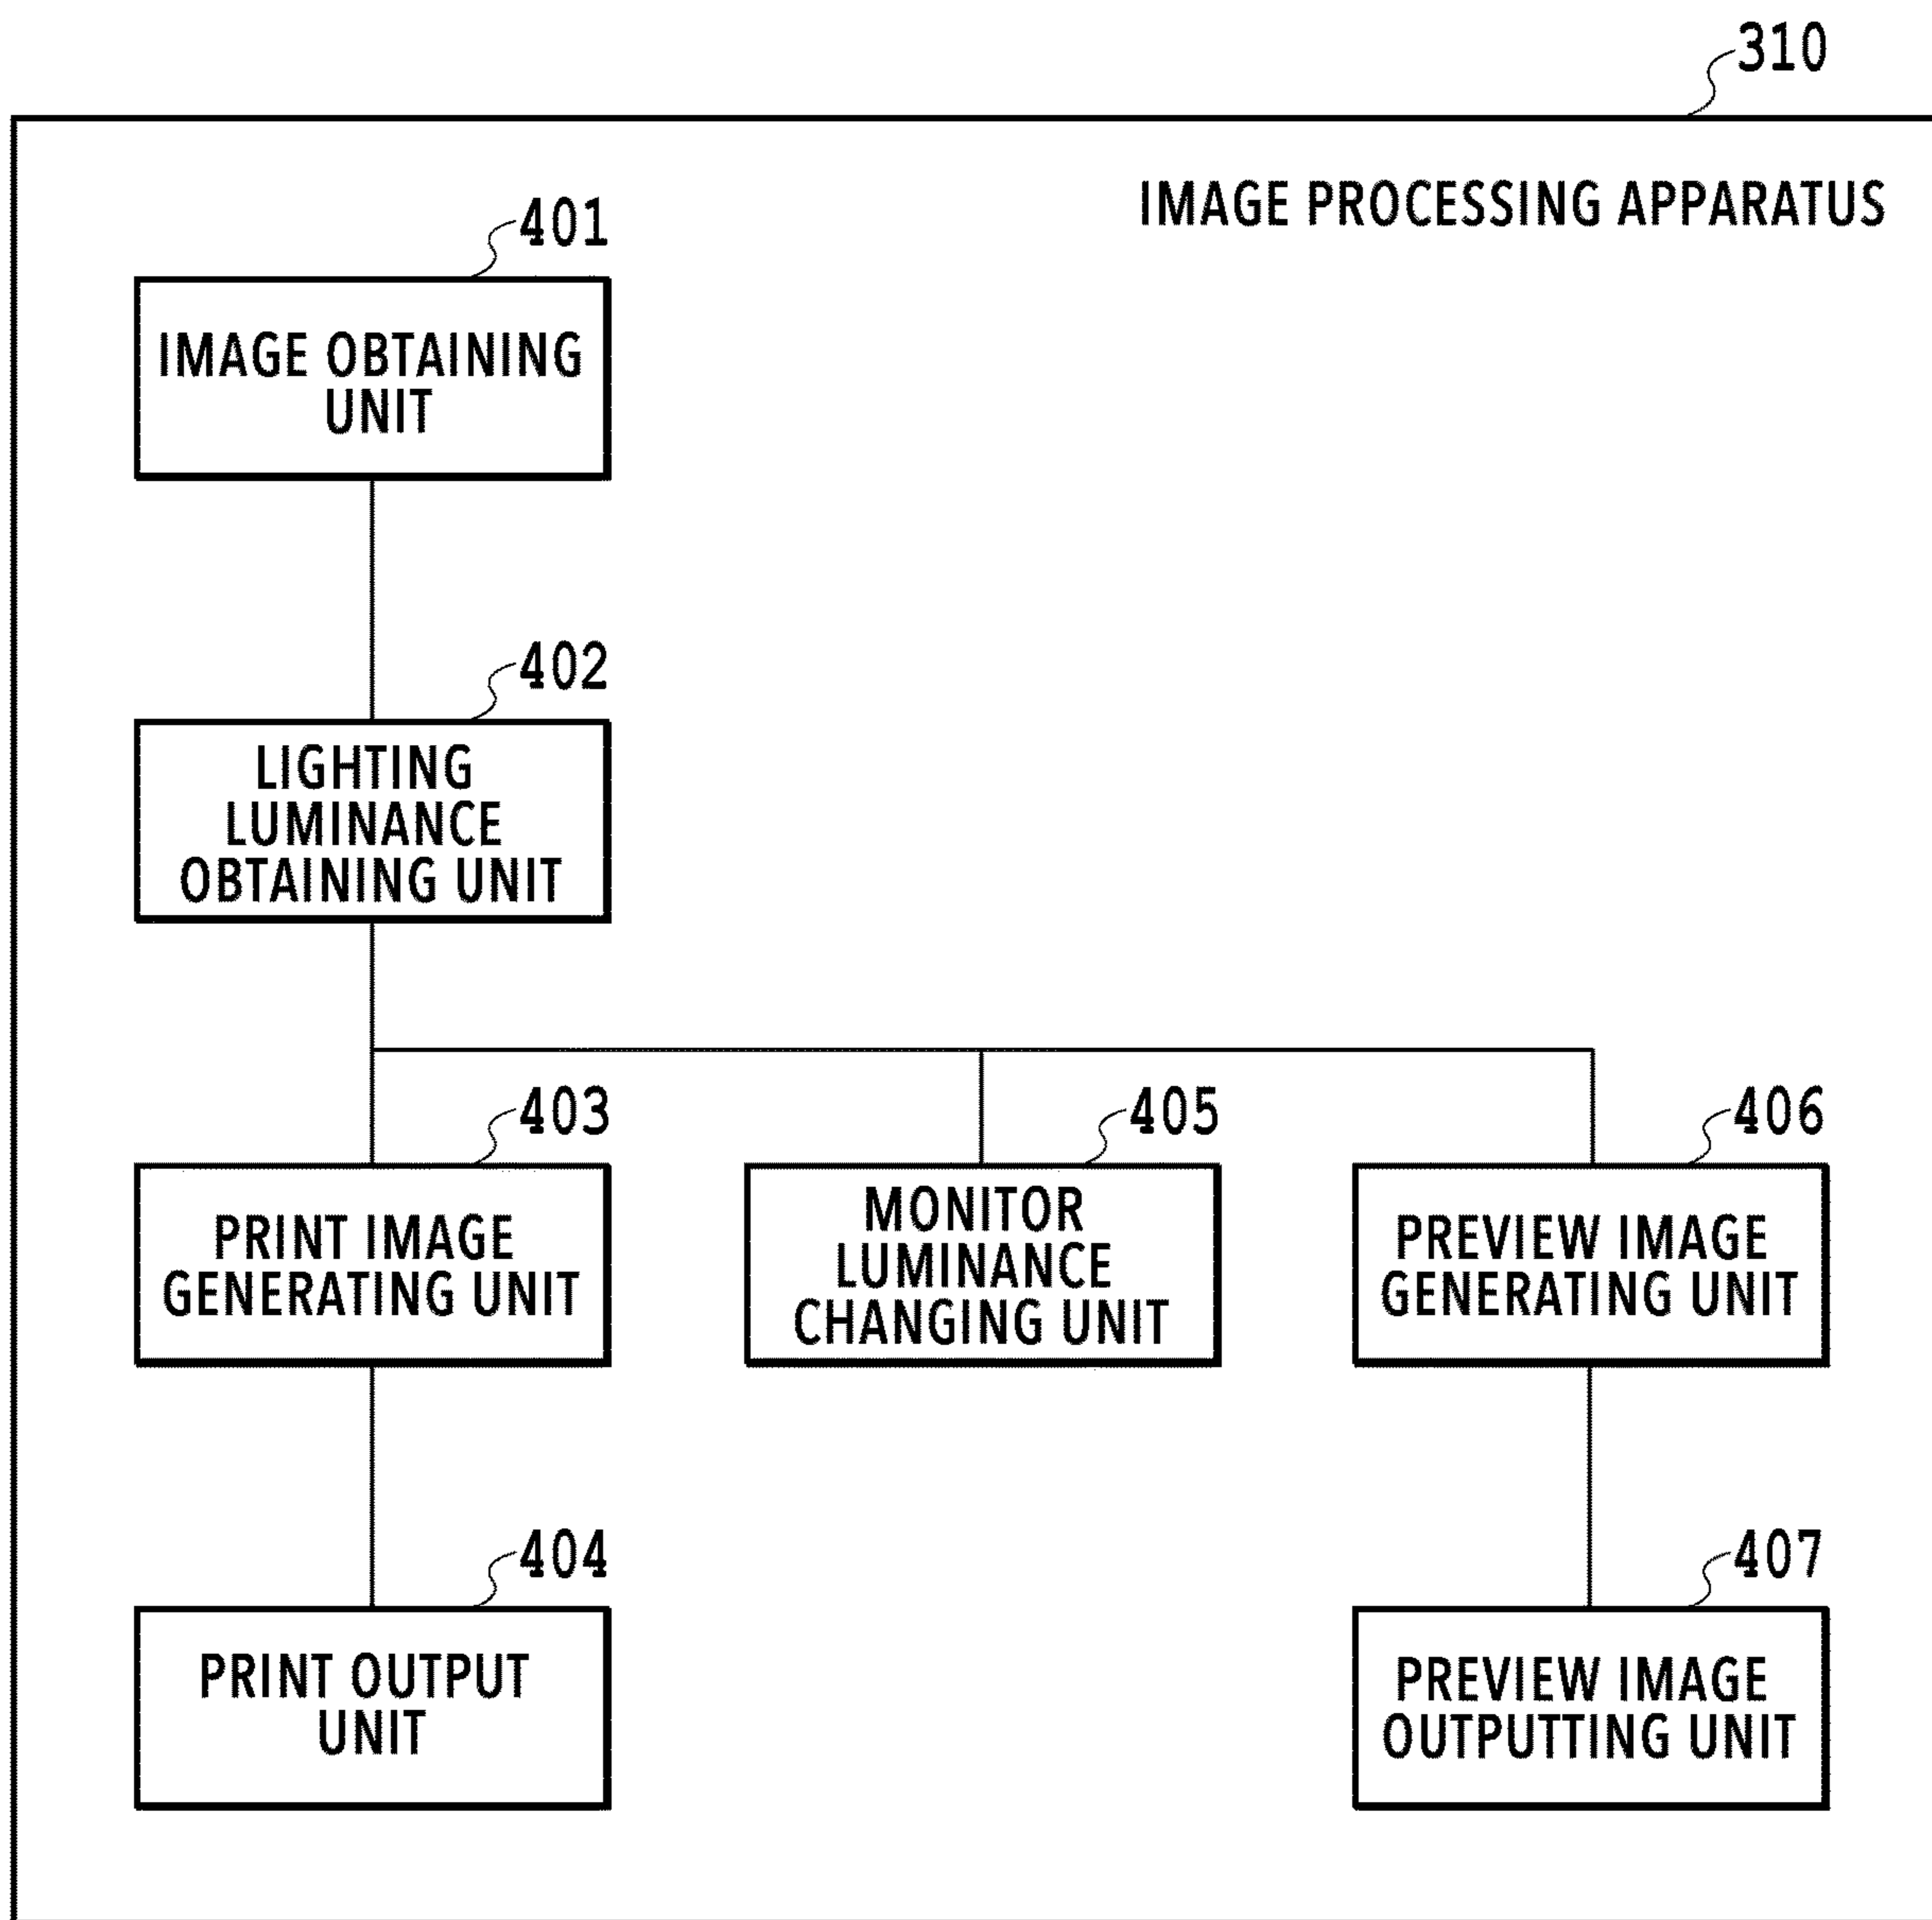 310
IMAGE PROCESSING APPARATUS
401
IMAGE OBTAINING
UNIT
402
LIGHTING
LUMINANCE
OBTAINING UNIT
403
PRINT IMAGE
GENERATING UNIT
405
MONITOR
LUMINANCE
CHANGING UNIT
406
PREVIEW IMAGE
GENERATING UNIT
404
PRINT OUTPUT
UNIT
407
PREVIEW IMAGE
OUTPUTTING UNIT